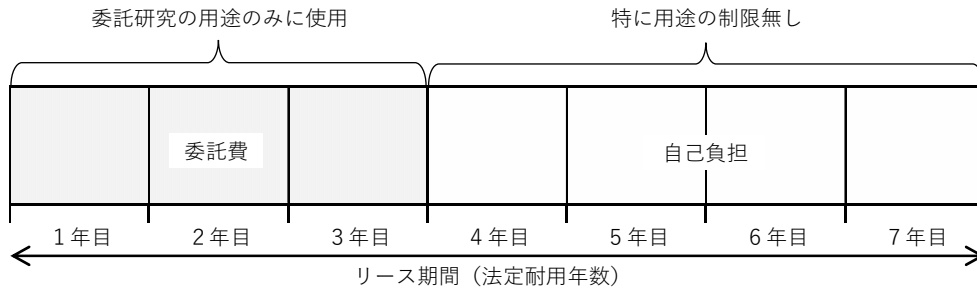 委託研究の用途のみに使用
特に用途の制限無し
委託費
自己負担
1年目
2年目
3年目
4年目
5年目
6年目
7年目
リース期間（法定耐用年数）